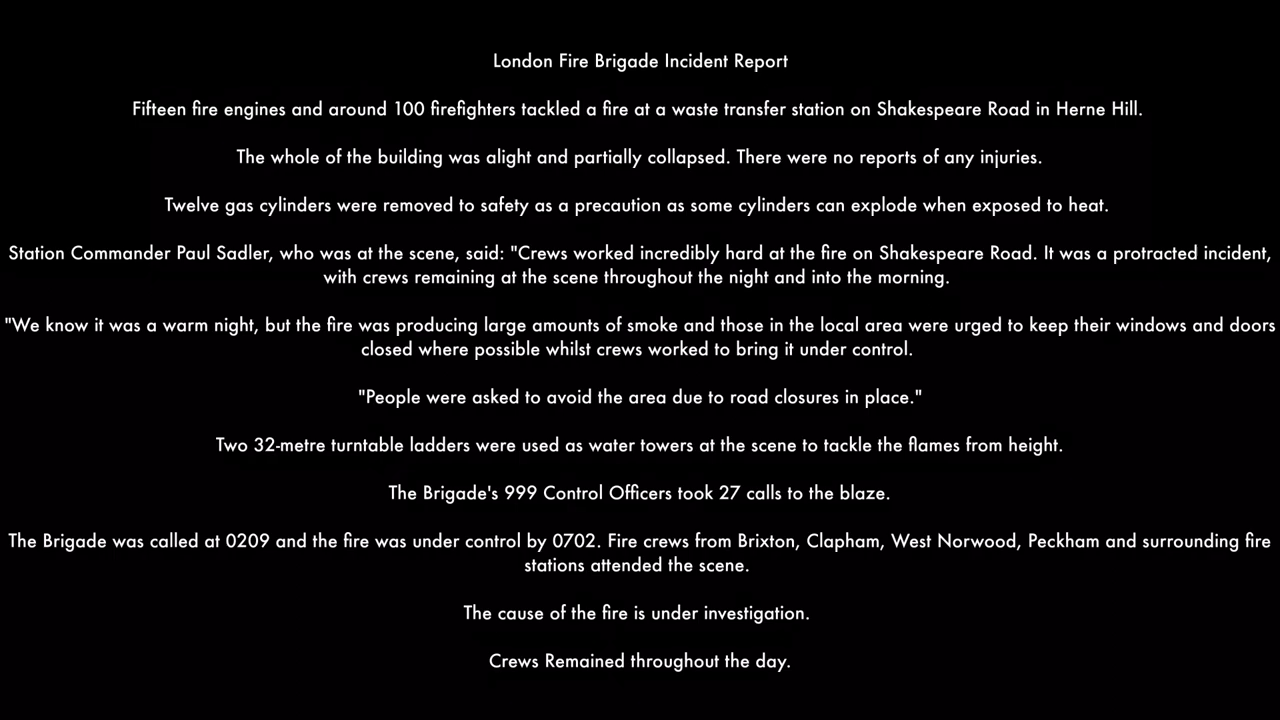 London Fire Brigade Incident Report
Fifteen fire engines and around 100 firefighters tackled a fire at a waste transfer station on Shakespeare Road in Herne Hill.
The whole of the building was alight and partially collapsed. There were no reports of any injuries.
Twelve gas cylinders were removed to safety as a precaution as some cylinders can explode when exposed to heat.
Station Commander Paul Sadler, who was at the scene, said: "Crews worked incredibly hard at the fire on Shakespeare Road. It was a protracted incident,
with crews remaining at the scene throughout the night and into the morning.
"We know it was a warm night, but the fire was producing large amounts of smoke and those in the local area were urged to keep their windows and doors
closed where possible whilst crews worked to bring it under control.
"People were asked to avoid the area due to road closures in place."
Two 32-metre turntable ladders were used as water towers at the scene to tackle the flames from height.
The Brigade's 999 Control Officers took 27 calls to the blaze.
The Brigade was called at 0209 and the fire was under control by 0702. Fire crews from Brixton, Clapham, West Norwood, Peckham and surrounding fire
stations attended the scene.
The cause of the fire is under investigation.
Crews Remained throughout the day.